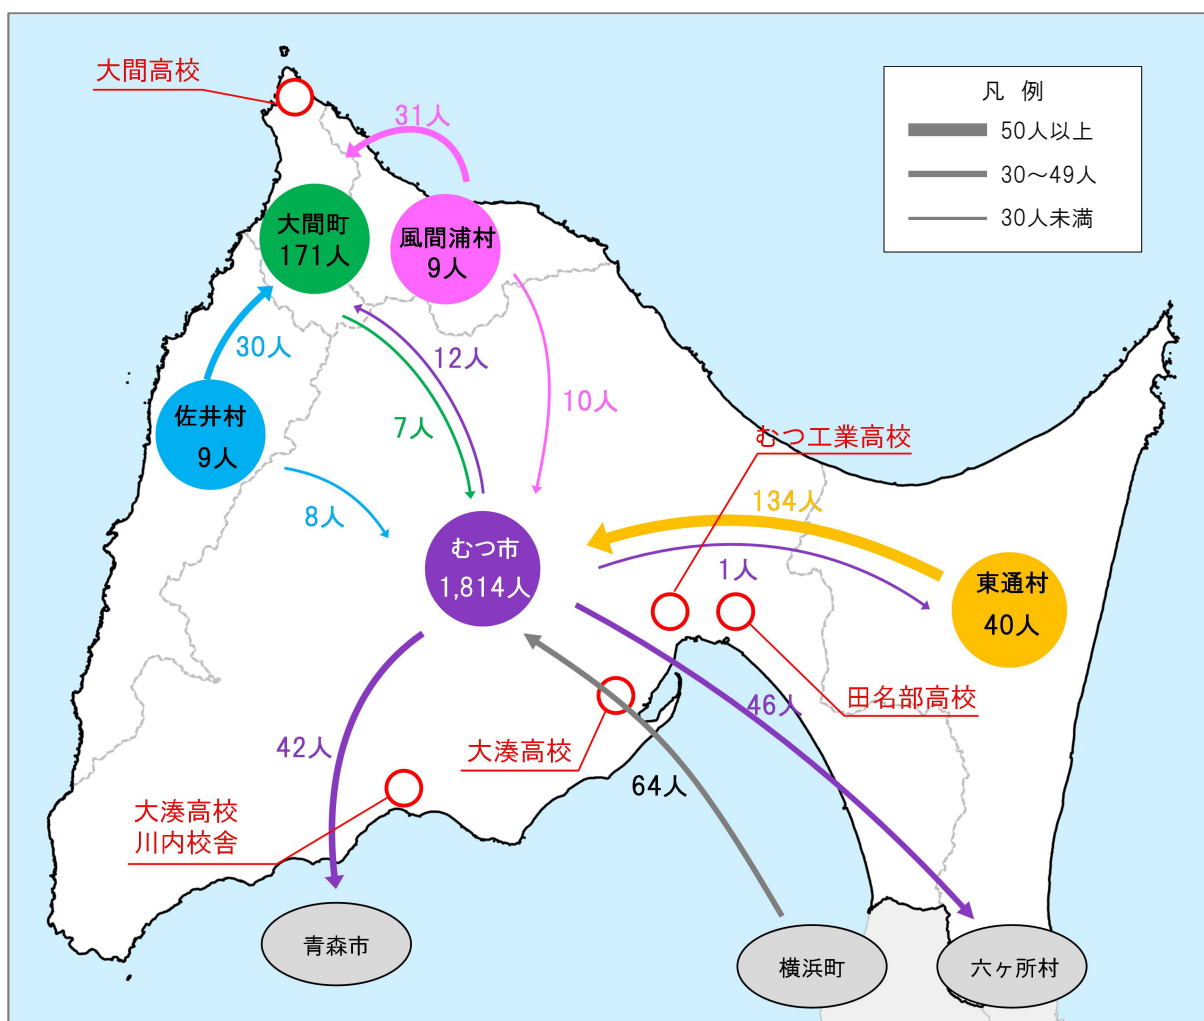 大間高校
凡 例
50人以上
30～49人
30人未満
31人
大間町
171人
風間浦村
9人
30人
12人
10人
7人
佐井村
9人
8人
むつ工業高校
134人
むつ市
1,814人
1人
東通村
40人
田名部高校
46人
42人
大湊高校
64人
大湊高校
川内校舎
青森市
横浜町
六ヶ所村